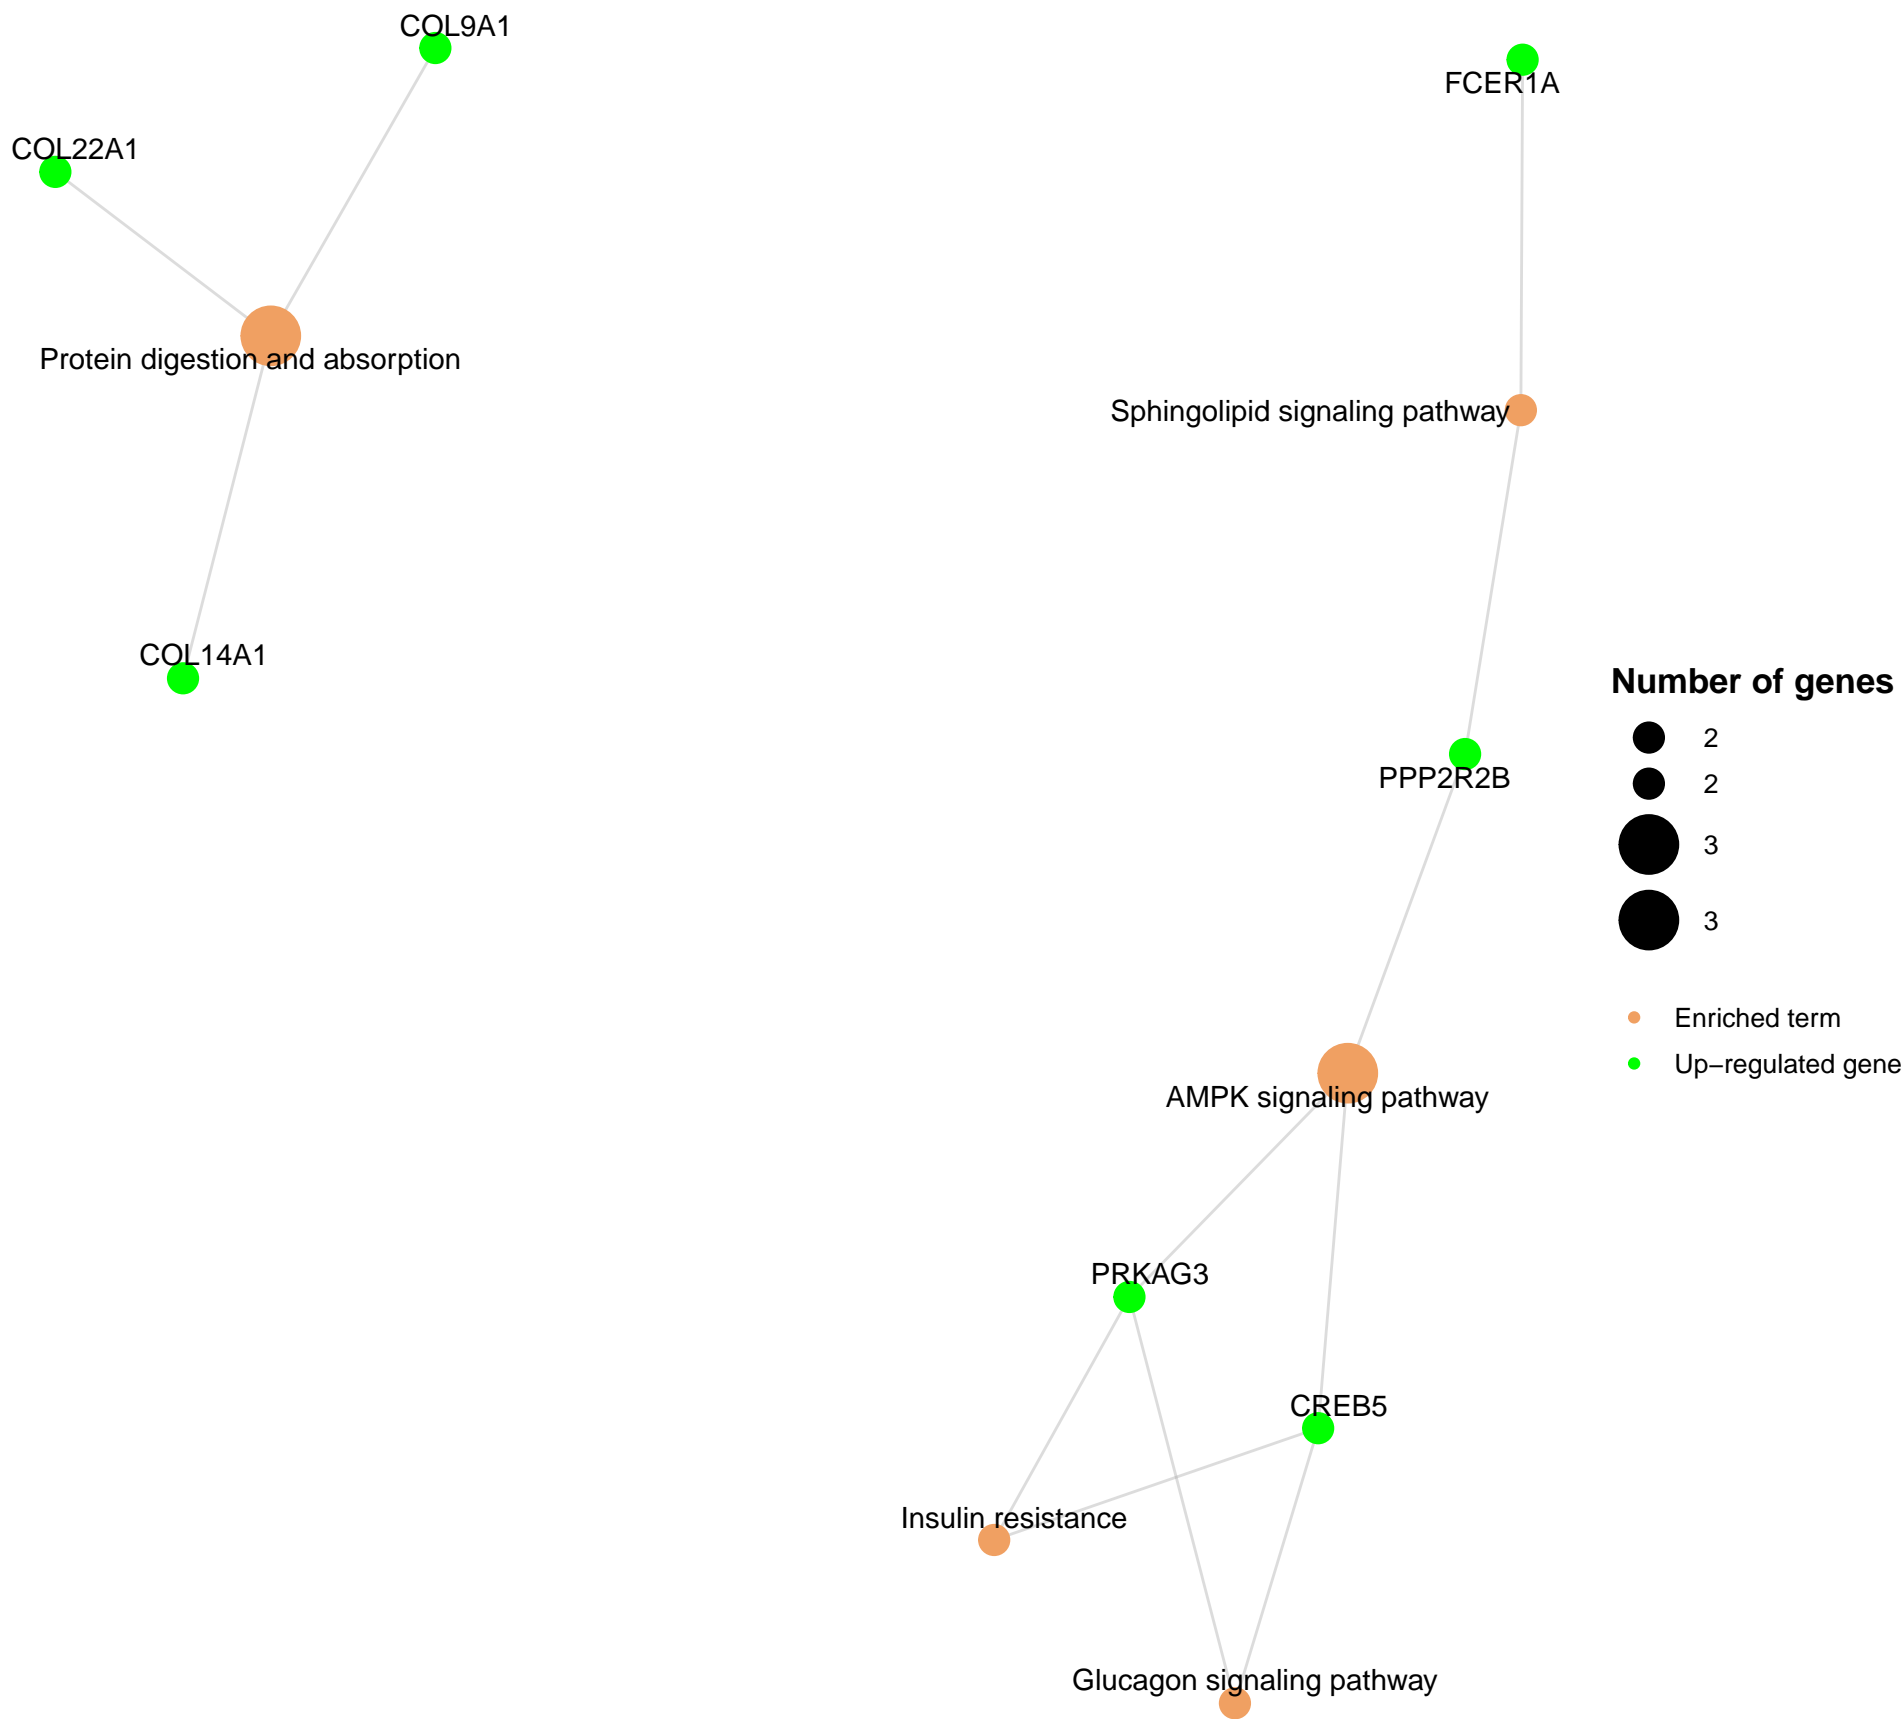 COL9A1
FCER1A
COL22A1
Protein digestion and absorption
Sphingolipid signaling pathway
COL14A1
Number of genes
2
PPP2R2B
2
3
3
Enriched term
Up−regulated gene
AMPK signaling pathway
PRKAG3
CREB5
Insulin resistance
Glucagon signaling pathway